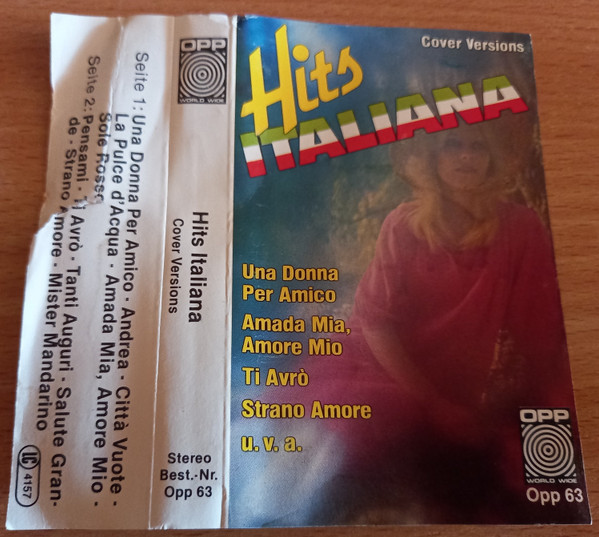 Seite 1: Una Donna Per Amico · Andrea · Città Vuote ·
La Pulce d'Acqua · Amada Mia, Amore Mio ·
Sole Rosso
Seite 2: Pensami · Ti Avrò · Tanti Auguri · Salute Gran-
de · Strano Amore · Mister Mandarino
LC 4157
OPP
WORLD WIDE
Hits Italiana
Cover Versions
Stereo
Best.-Nr.
Opp 63
Cover Versions
Hits
ITALIANA
Una Donna
Per Amico
Amada Mia,
Amore Mio
Ti Avrò
Strano Amore
u. v. a.
OPP
WORLD WIDE
Opp 63